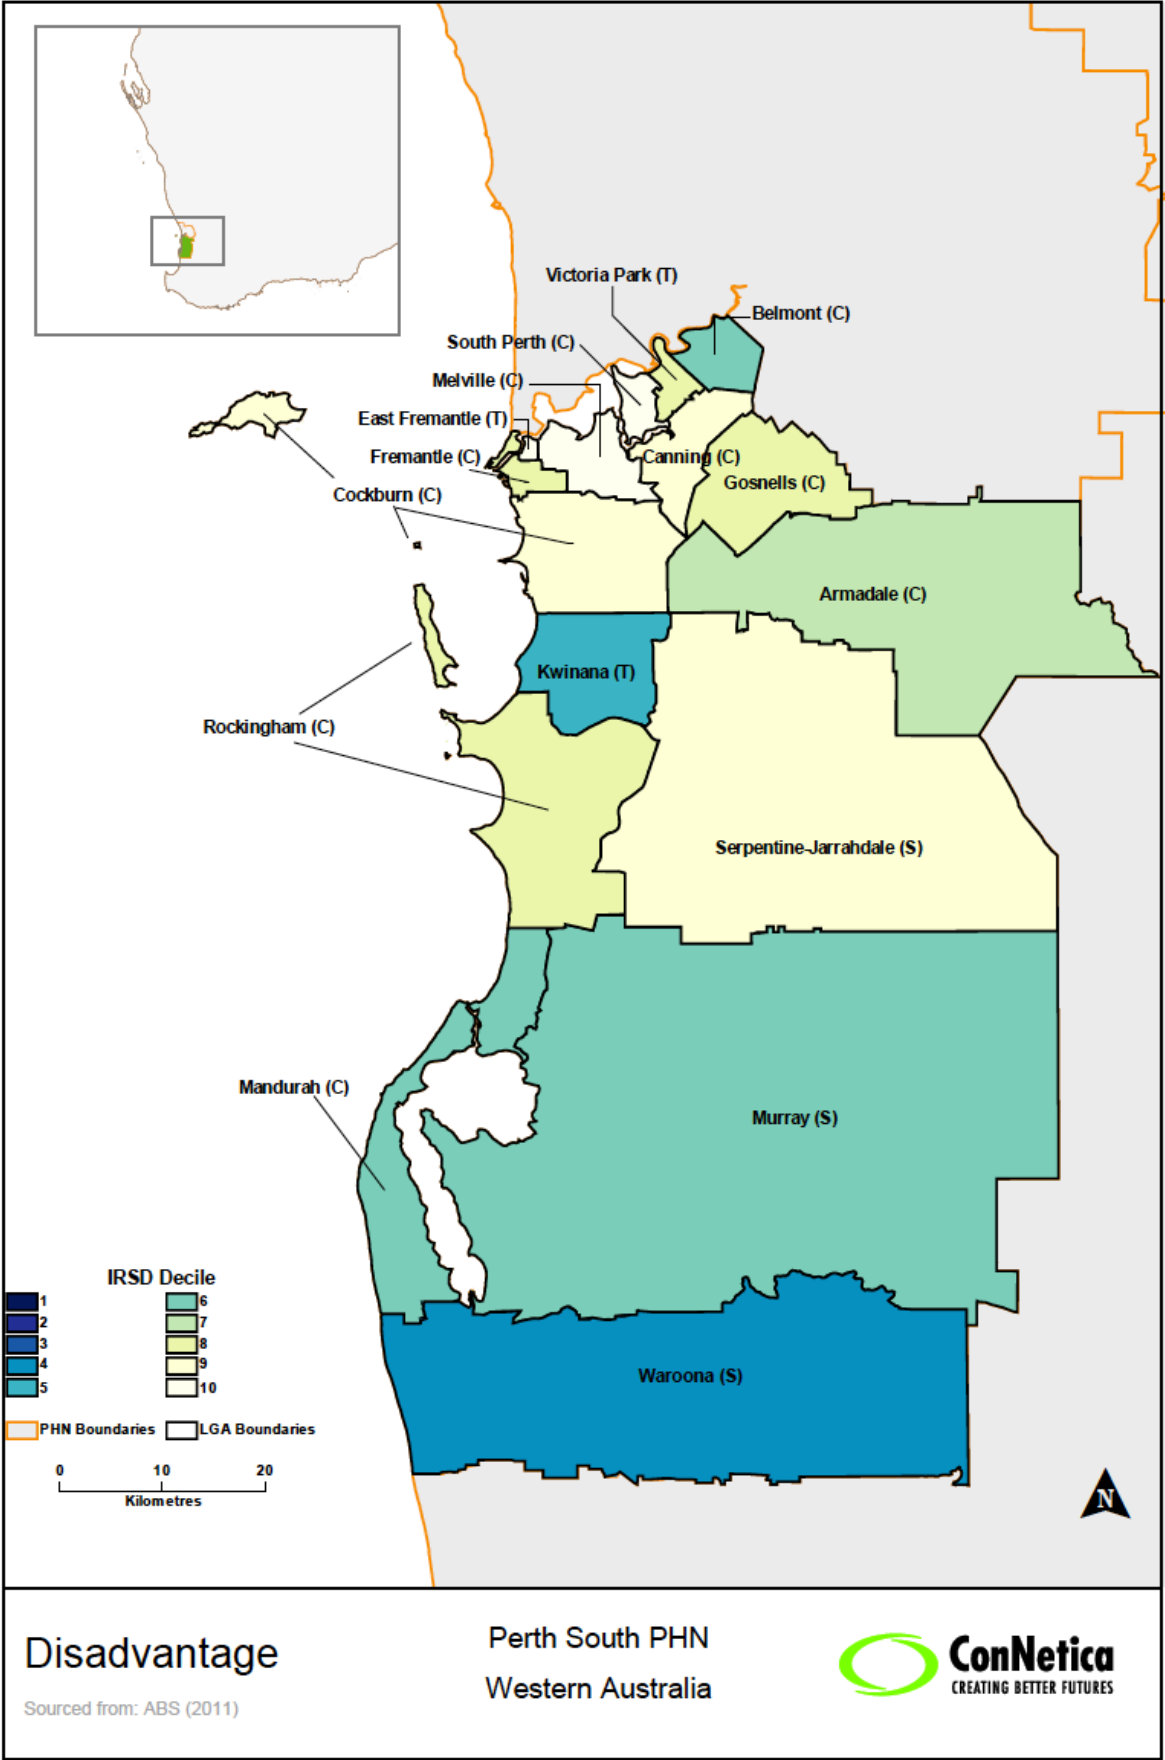 Victoria Park (T)
Belmont (C)
South Perth (C)
Melville (C)
East Fremantle (T)
Fremantle (C)
Canning (C)
Gosnells (C)
Cockburn (C)
Armadale (C)
Kwinana (T)
Rockingham (C)
Serpentine-Jarrahdale (S)
Mandurah (C)
Murray (S)
Waroona (S)
IRSD Decile
1 6
2 7
3 8
4 9
5 10
PHN Boundaries LGA Boundaries
0 10 20
Kilometres
N
Disadvantage
Sourced from: ABS (2011)
Perth South PHN
Western Australia
ConNetica
CREATING BETTER FUTURES